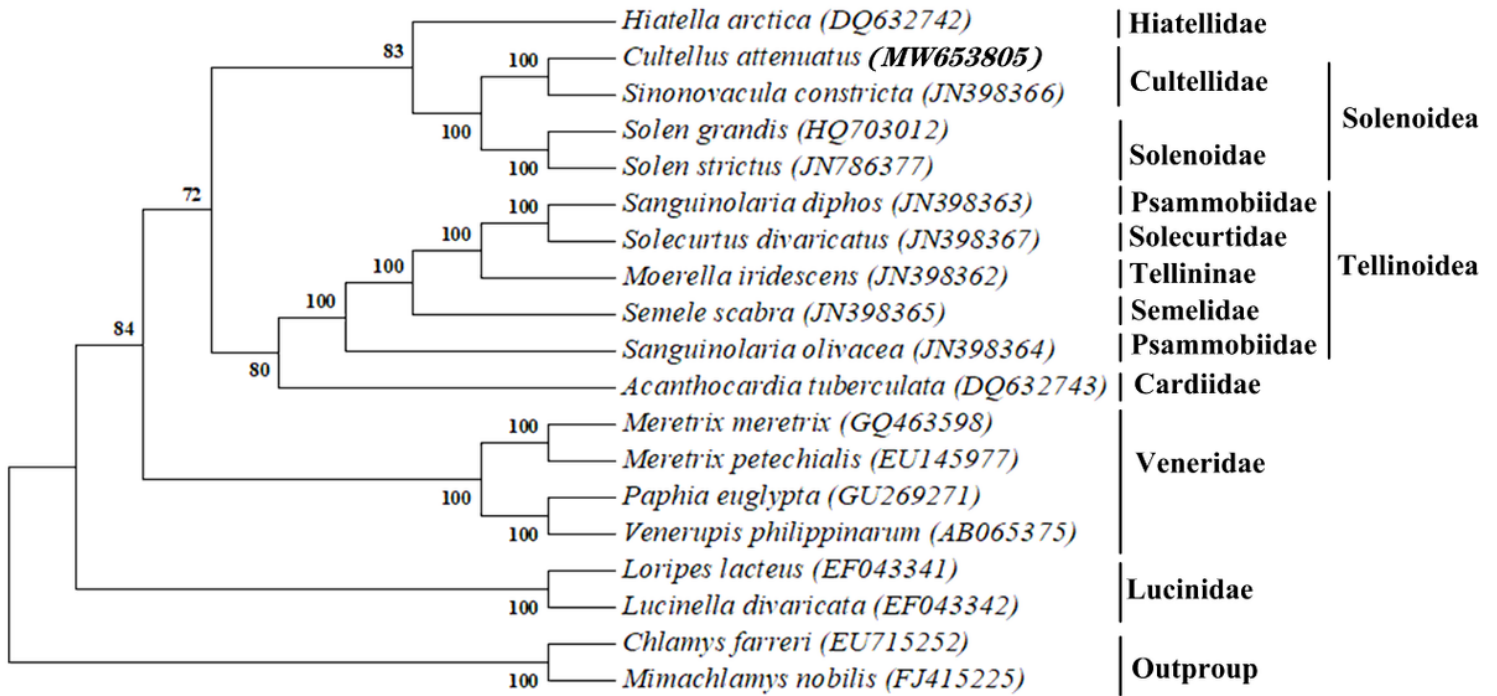 Hiatella arctica (DQ632742) Hiatellidae
83
100 Cultellus attenuatus (MW653805)
Cultellidae
Sinonovacula constricta (JN398366)
Solenoidea
100 Solen grandis (HQ703012)
Solenoidae
100 Solen strictus (JN786377)
72
100 Sanguinolaria diphos (JN398363) Psammobiidae
100 Solecurtus divaricatus (JN398367) Solecurtidae
100 Moerella iridescens (JN398362) Tellininae
Tellinoidea
100 Semele scabra (JN398365) Semelidae
84
Sanguinolaria olivacea (JN398364) Psammobiidae
80
Acanthocardia tuberculata (DQ632743) Cardiidae
100 Meretrix meretrix (GQ463598)
Meretrix petechialis (EU145977)
Veneridae
100 Paphia euglypta (GU269271)
100 Venerupis philippinarum (AB065375)
Loripes lacteus (EF043341)
Lucinidae
100 Lucinella divaricata (EF043342)
Chlamys farreri (EU715252)
Outproup
100 Mimachlamys nobilis (FJ415225)